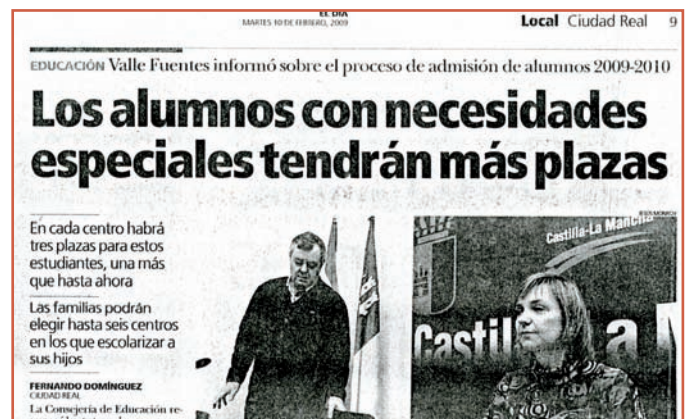 EL DIA
MARTES 10 DE FEBRERO, 2009
Local Ciudad Real 9
EDUCACIÓN Valle Fuentes informó sobre el proceso de admisión de alumnos 2009-2010
Los alumnos con necesidades
especiales tendrán más plazas
En cada centro habrá
tres plazas para estos
estudiantes, una más
que hasta ahora
Las familias podrán
elegir hasta seis centros
en los que escolarizar a
sus hijos
FERNANDO DOMÍNGUEZ
CIUDAD REAL
La Consejería de Educación re-
Castilla-La Mancha
Castil a